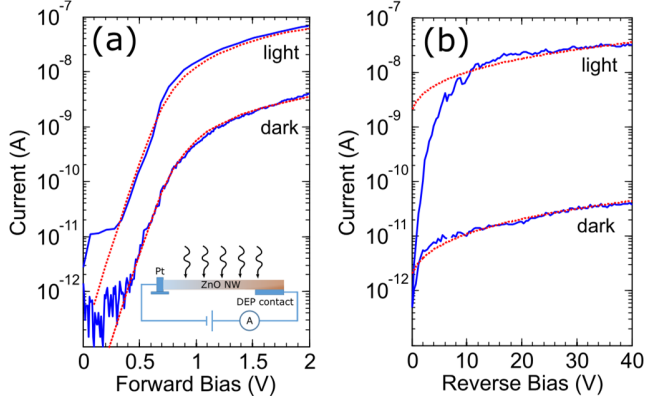 (a)
10⁻⁷
10⁻⁸
10⁻⁹
10⁻¹⁰
10⁻¹¹
10⁻¹²
Current (A)
light
dark
Pt
ZnO NW
DEP contact
A
0 0.5 1.0 1.5 2
Forward Bias (V)
(b)
10⁻⁷
10⁻⁸
10⁻⁹
10⁻¹⁰
10⁻¹¹
10⁻¹²
Current (A)
light
dark
0 10 20 30 40
Reverse Bias (V)